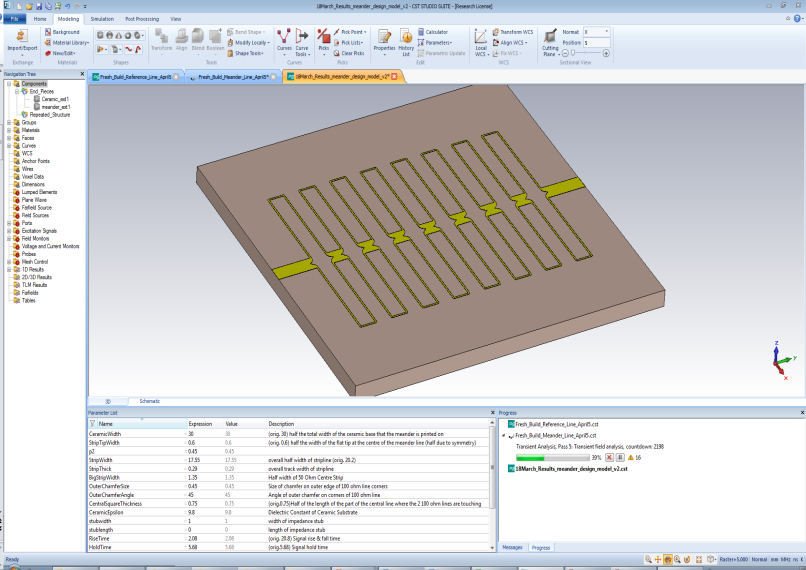 18March_Results_meander_design_model_v2 - CST STUDIO SUITE - [Research License]
File Home Modeling Simulation Post Processing View
Import/Export
Exchange
Background
Material Library
New/Edit
Materials
Shapes
Transform Align Blend Boolean
Bend Shape
Modify Locally
Shape Tools
Tools
Curves Curve Tools
Curves
Picks
Pick Point
Pick Lists
Clear Picks
Picks
Properties History List
Calculator
Parameters
Parametric Update
Edit
Local WCS
Transform WCS
Align WCS
Fix WCS
WCS
Cutting Plane
Normal X
Position 5
Sectional View
Navigation Tree
Fresh_Build_Reference_Line_April5
Fresh_Build_Meander_Line_April5*
18March_Results_meander_design_model_v2*
Components
End_Pieces
Ceramic_ext1
meander_ext1
Repeated_Structure
Groups
Materials
Faces
Curves
WCS
Anchor Points
Wires
Voxel Data
Dimensions
Lumped Elements
Plane Wave
Farfield Source
Field Sources
Ports
Excitation Signals
Field Monitors
Voltage and Current Monitors
Probes
Mesh Control
1D Results
2D/3D Results
TLM Results
Farfields
Tables
z
y
x
3D Schematic
Parameter List
Name Expression Value Description
CeramicWidth = 30 30 (orig. 30) half the total width of the ceramic base that the meander is printed on
StripTipWidth = 0.6 0.6 (orig. 0.6) half the width of the flat tip at the centre of the meander line (half due to symmetry)
p2 = 0.45 0.45
StripWidth = 17.55 17.55 overall half width of stripline (orig. 20.2)
StripThick = 0.29 0.29 overall track width of stripline
BigStripWidth = 1.35 1.35 Half width of 50 Ohm Centre Strip
OuterChamferSize = 0.45 0.45 Size of chamfer on outer edge of 100 ohm line corners
OuterChamferAngle = 45 45 Angle of outer chamfer on corners of 100 ohm line
CentralSquareThickness = 0.75 0.75 (orig.0.75)Half of the length of the part of the central line where the 2 100 ohm lines are touching
CeramicEpsilon = 9.8 9.8 Dielectric Constant of Ceramic Substrate
stubwidth = 1 1 width of impedance stub
stublength = 0 0 length of impedance stub
RiseTime = 2.08 2.08 (orig. 20.8) Signal rise & fall time
HoldTime = 5.68 5.68 (orig.5.68) Signal hold time
Progress
Fresh_Build_Reference_Line_April5.cst
Fresh_Build_Meander_Line_April5.cst
Transient Analysis, Pass 5: Transient field analysis, countdown: 2198
39% 16
18March_Results_meander_design_model_v2.cst
Messages Progress
Ready
Raster=5.000 Normal mm MHz ns K